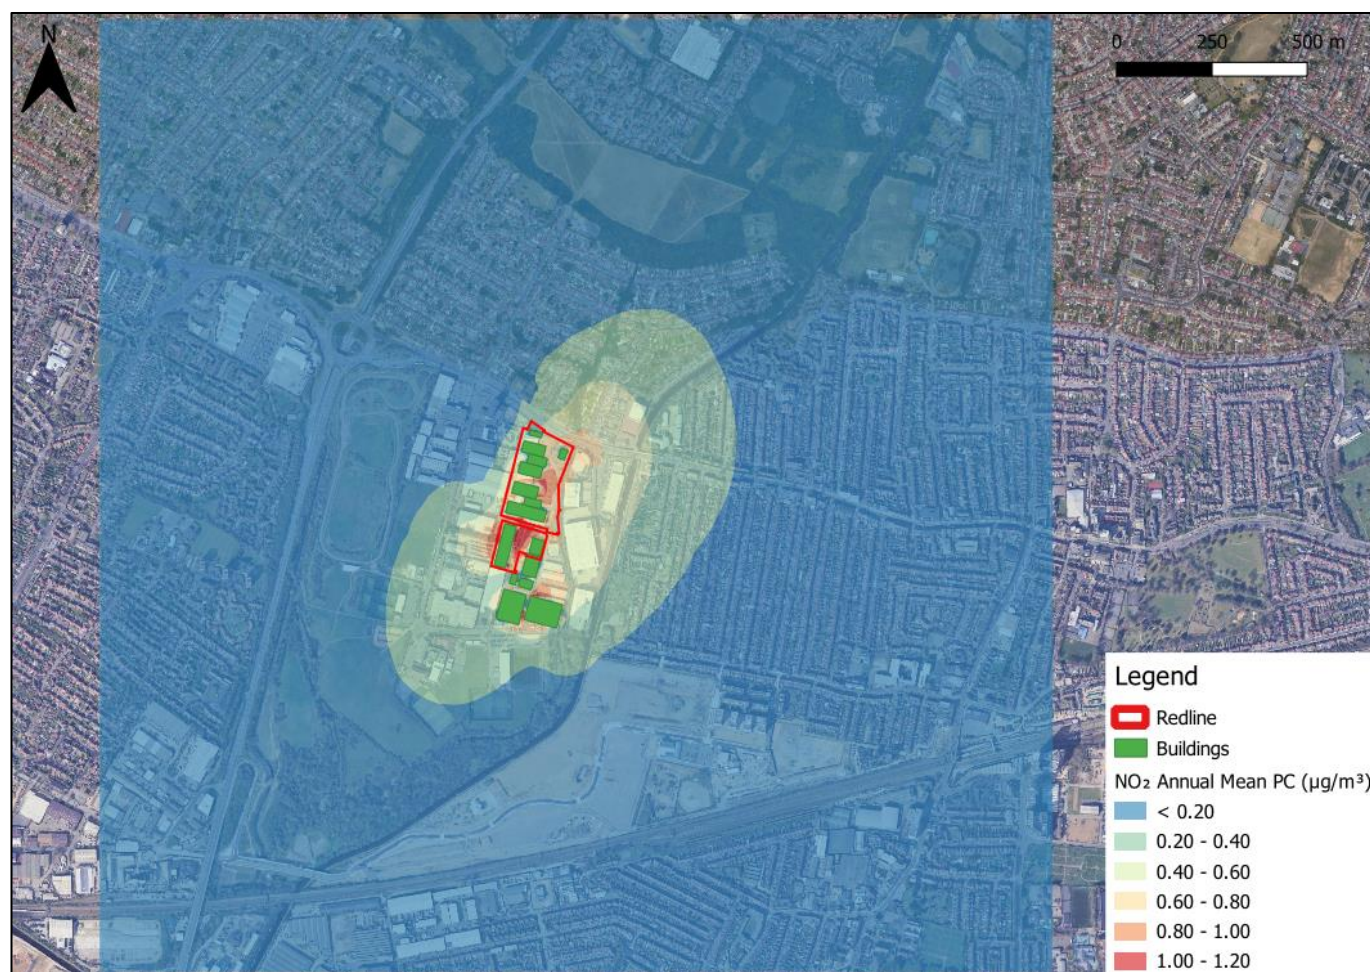 N
0 250 500 m
Legend
Redline
Buildings
NO₂ Annual Mean PC (µg/m³)
< 0.20
0.20 - 0.40
0.40 - 0.60
0.60 - 0.80
0.80 - 1.00
1.00 - 1.20